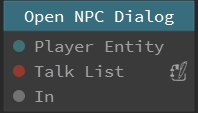 Open NPC Dialog
Player Entity
Talk List
In